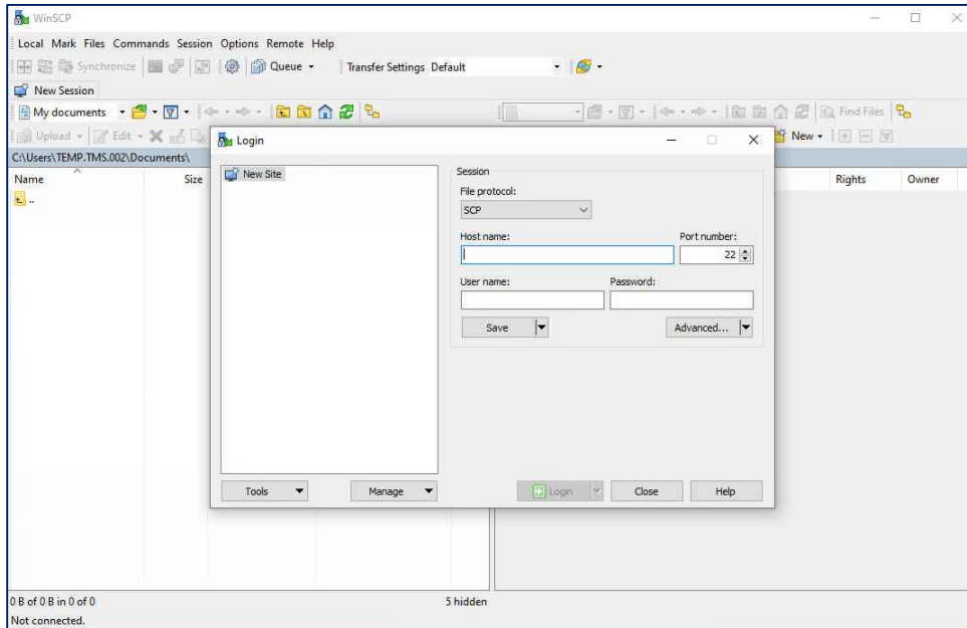 WinSCP
Local Mark Files Commands Session Options Remote Help
Synchronize Queue Transfer Settings Default
New Session
My documents Find Files
Upload Edit New
C:\Users\TEMP.TMS.002\Documents\
Name Size Rights Owner
..
Login
New Site
Session
File protocol:
SCP
Host name: Port number:
22
User name: Password:
Save Advanced...
Tools Manage Login Close Help
0 B of 0 B in 0 of 0 5 hidden
Not connected.